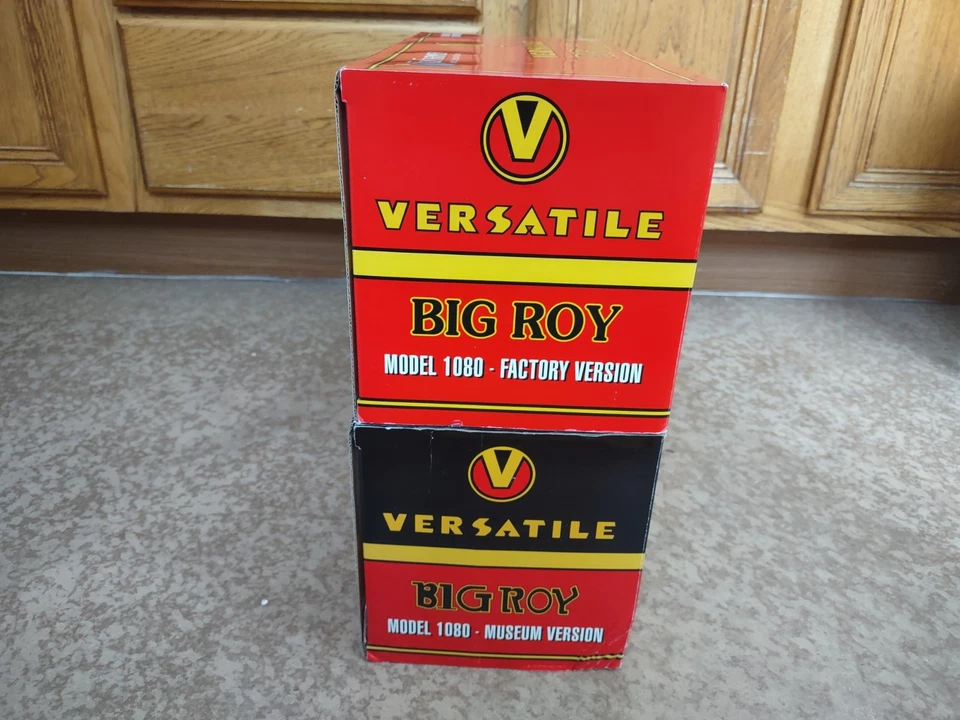 V
VERSATILE
BIG ROY
MODEL 1080 - FACTORY VERSION
V
VERSATILE
BIG ROY
MODEL 1080 - MUSEUM VERSION